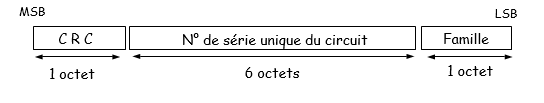 MSB LSB
C R C N° de série unique du circuit Famille
1 octet 6 octets 1 octet